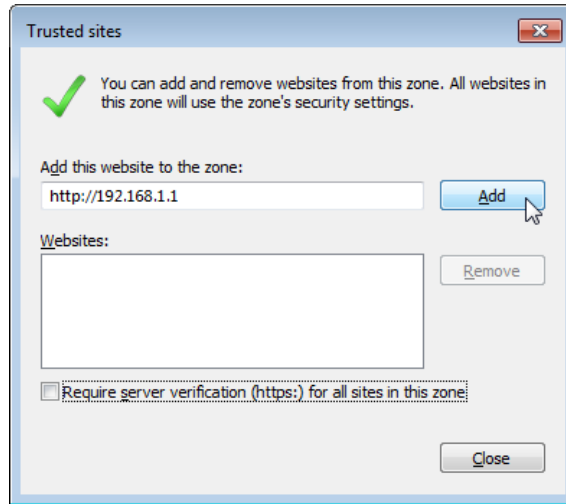 Trusted sites
You can add and remove websites from this zone. All websites in
this zone will use the zone's security settings.
Add this website to the zone:
http://192.168.1.1
Add
Websites:
Remove
Require server verification (https:) for all sites in this zone
Close